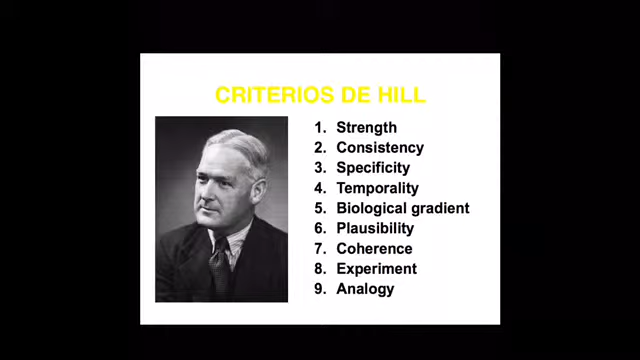 CRITERIOS DE HILL
1. Strength
2. Consistency
3. Specificity
4. Temporality
5. Biological gradient
6. Plausibility
7. Coherence
8. Experiment
9. Analogy